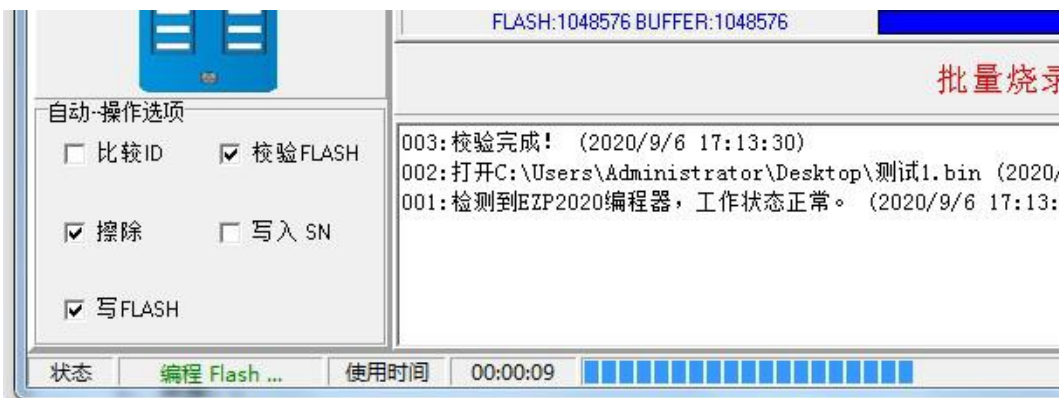 FLASH:1048576 BUFFER:1048576
批量烧录
自动--操作选项
比较ID
校验FLASH
擦除
写入 SN
写FLASH
003:校验完成! (2020/9/6 17:13:30)
002:打开C:\Users\Administrator\Desktop\测试1.bin (2020/
001:检测到EZP2020编程器,工作状态正常。 (2020/9/6 17:13:
状态
编程 Flash ...
使用时间
00:00:09